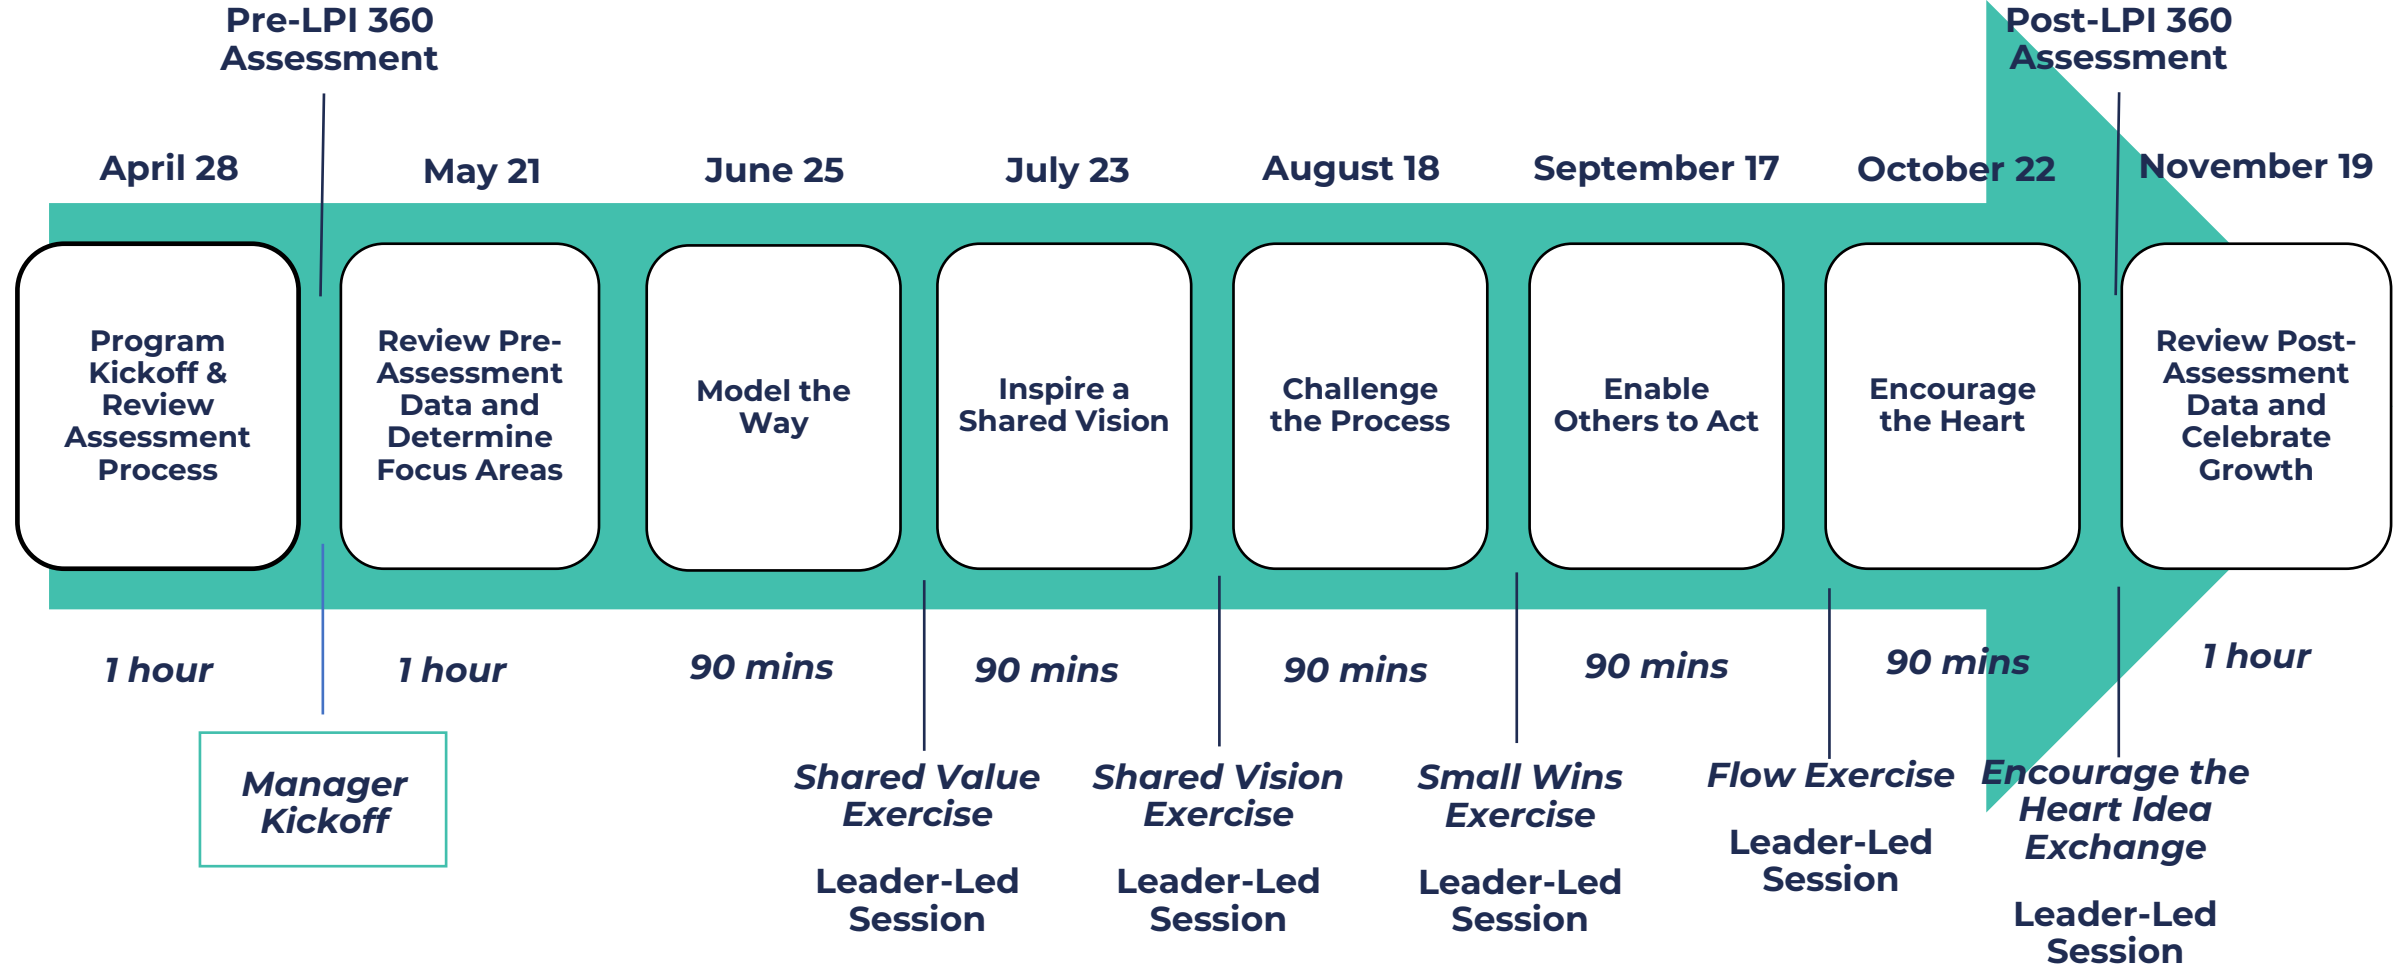 Pre-LPI 360
Assessment
Post-LPI 360
Assessment
April 28
May 21
June 25
July 23
August 18
September 17
October 22
November 19
Program
Kickoff &
Review
Assessment
Process
Review Pre-
Assessment
Data and
Determine
Focus Areas
Model the
Way
Inspire a
Shared Vision
Challenge
the Process
Enable
Others to Act
Encourage
the Heart
Review Post-
Assessment
Data and
Celebrate
Growth
1 hour
1 hour
90 mins
90 mins
90 mins
90 mins
90 mins
1 hour
Manager
Kickoff
Shared Value
Exercise
Leader-Led
Session
Shared Vision
Exercise
Leader-Led
Session
Small Wins
Exercise
Leader-Led
Session
Flow Exercise
Leader-Led
Session
Encourage the
Heart Idea
Exchange
Leader-Led
Session